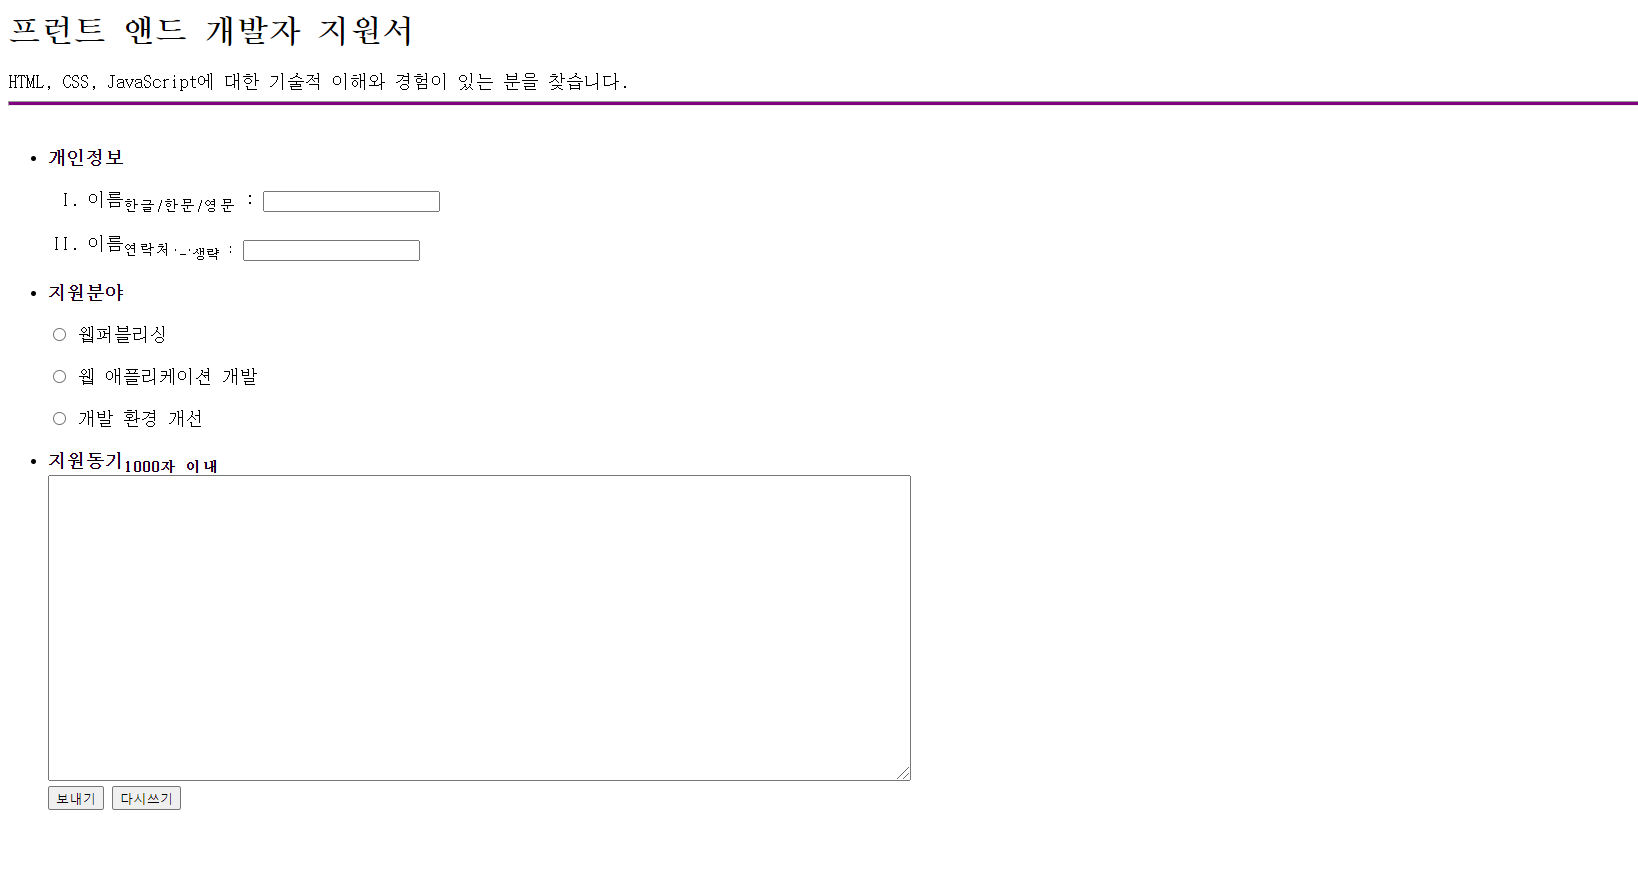 프런트 앤드 개발자 지원서
HTML, CSS, JavaScript에 대한 기술적 이해와 경험이 있는 분을 찾습니다.
• 개인정보
I. 이름한글/한문/영문 :
II. 이름연락처'-'생략 :
• 지원분야
웹퍼블리싱
웹 애플리케이션 개발
개발 환경 개선
• 지원동기1000자 이내
보내기 다시쓰기